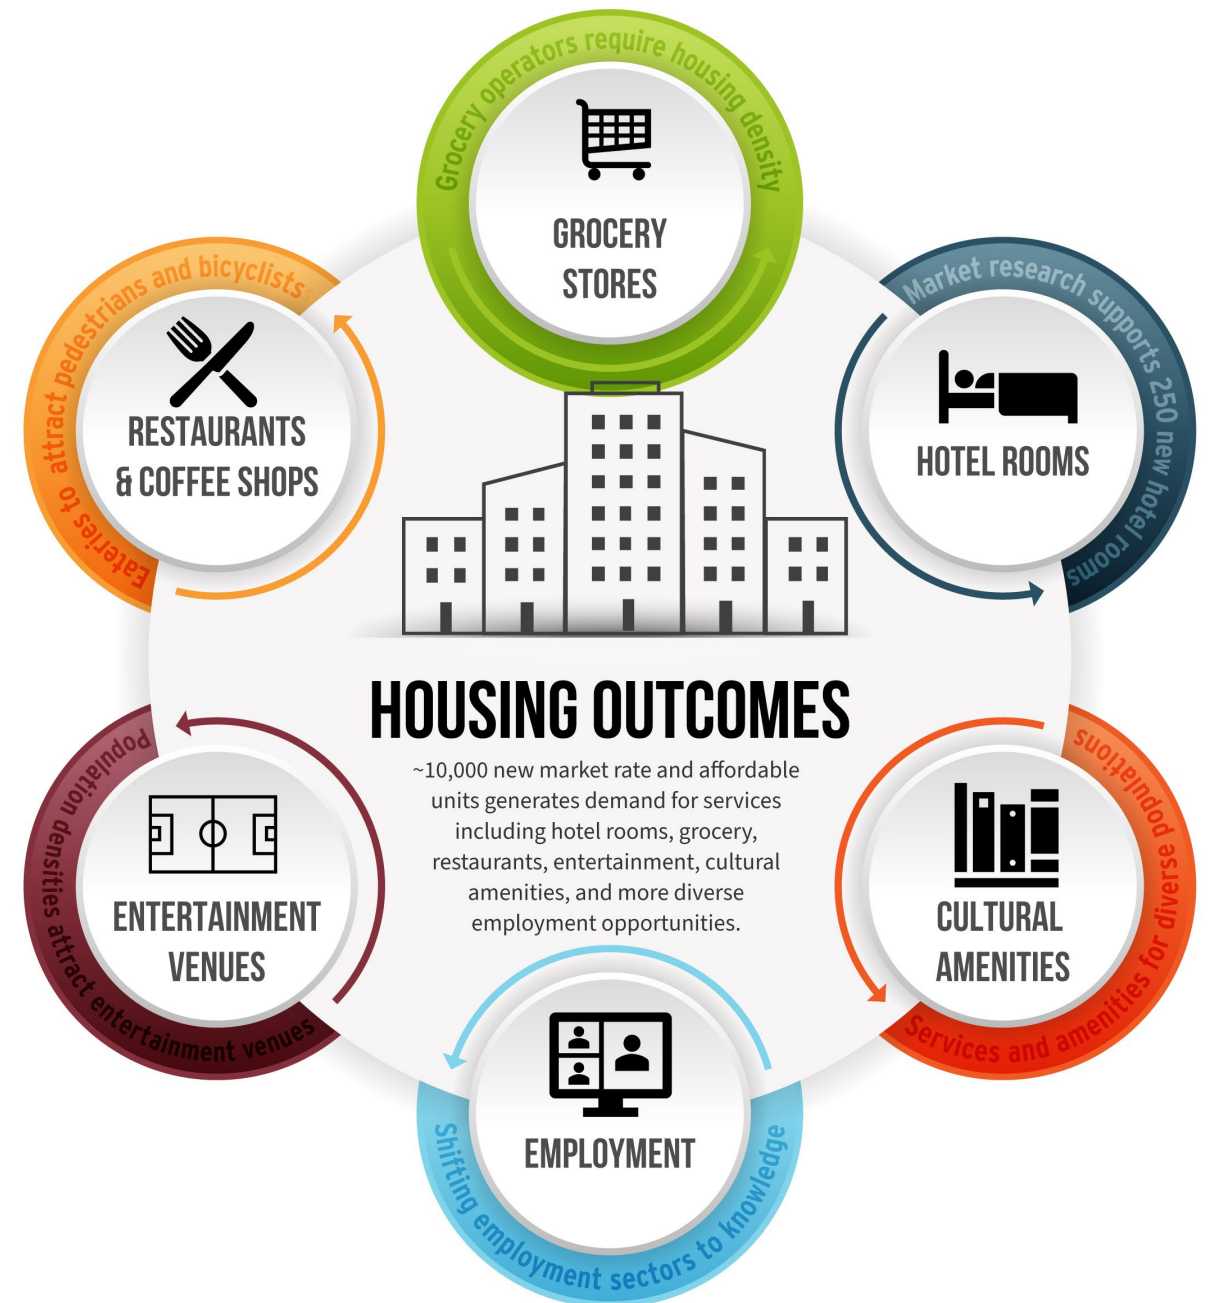 Grocery operators require housing density
GROCERY
STORES
Eateries to attract pedestrians and bicyclists
RESTAURANTS
& COFFEE SHOPS
Market research supports 250 new hotel rooms
HOTEL ROOMS
HOUSING OUTCOMES
~10,000 new market rate and affordable
units generates demand for services
including hotel rooms, grocery,
restaurants, entertainment, cultural
amenities, and more diverse
employment opportunities.
Population densities attract entertainment venues
ENTERTAINMENT
VENUES
Services and amenities for diverse populations
CULTURAL
AMENITIES
EMPLOYMENT
Shifting employment sectors to knowledge